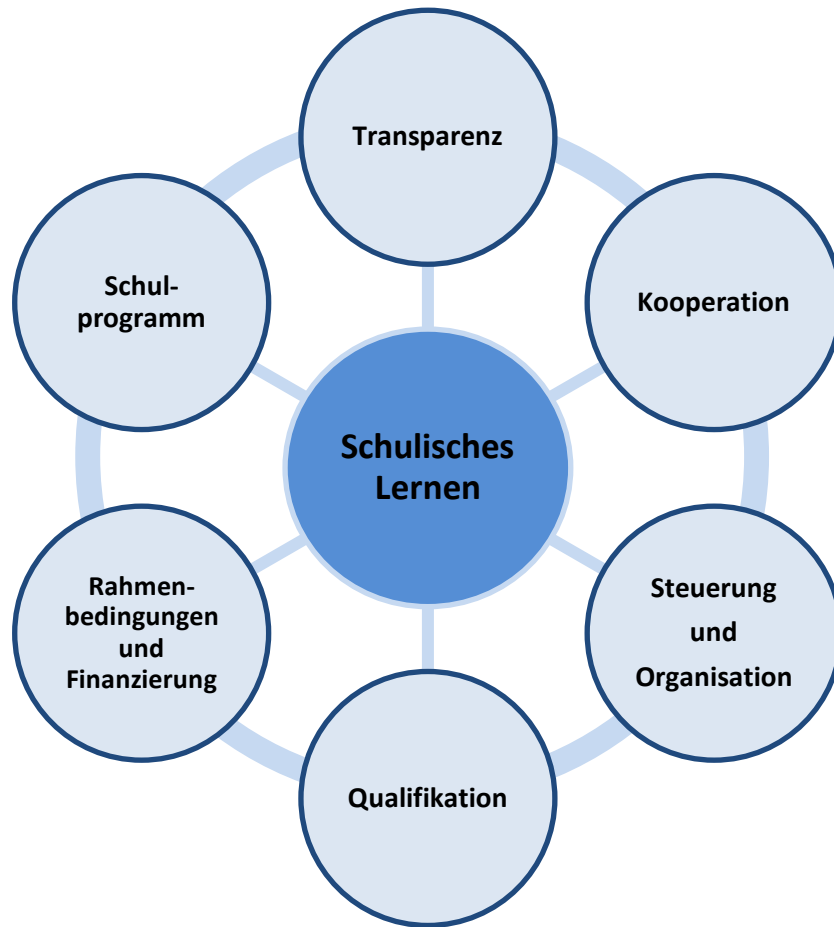 Transparenz
Schul-
programm
Kooperation
Schulisches
Lernen
Rahmen-
bedingungen
und
Finanzierung
Steuerung
und
Organisation
Qualifikation